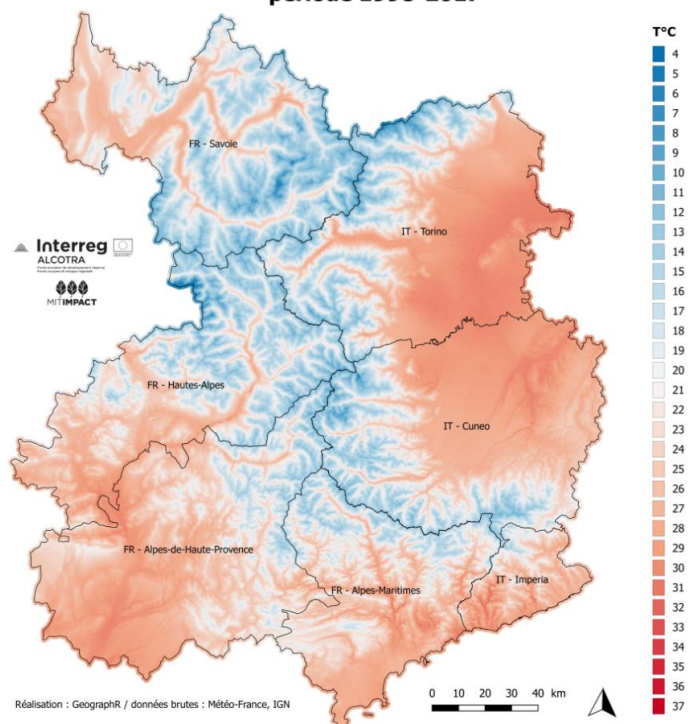 T°C
4
5
6
7
8
9
10
11
12
13
14
15
16
17
18
19
20
21
22
23
24
25
26
27
28
29
30
31
32
33
34
35
36
37
FR - Savoie
IT - Torino
Interreg
ALCOTRA
MITIMPACT
FR - Hautes-Alpes
IT - Cuneo
FR - Alpes-de-Haute-Provence
FR - Alpes-Maritimes
IT - Imperia
Réalisation : GeographR / données brutes : Météo-France, IGN
0 10 20 30 40 km